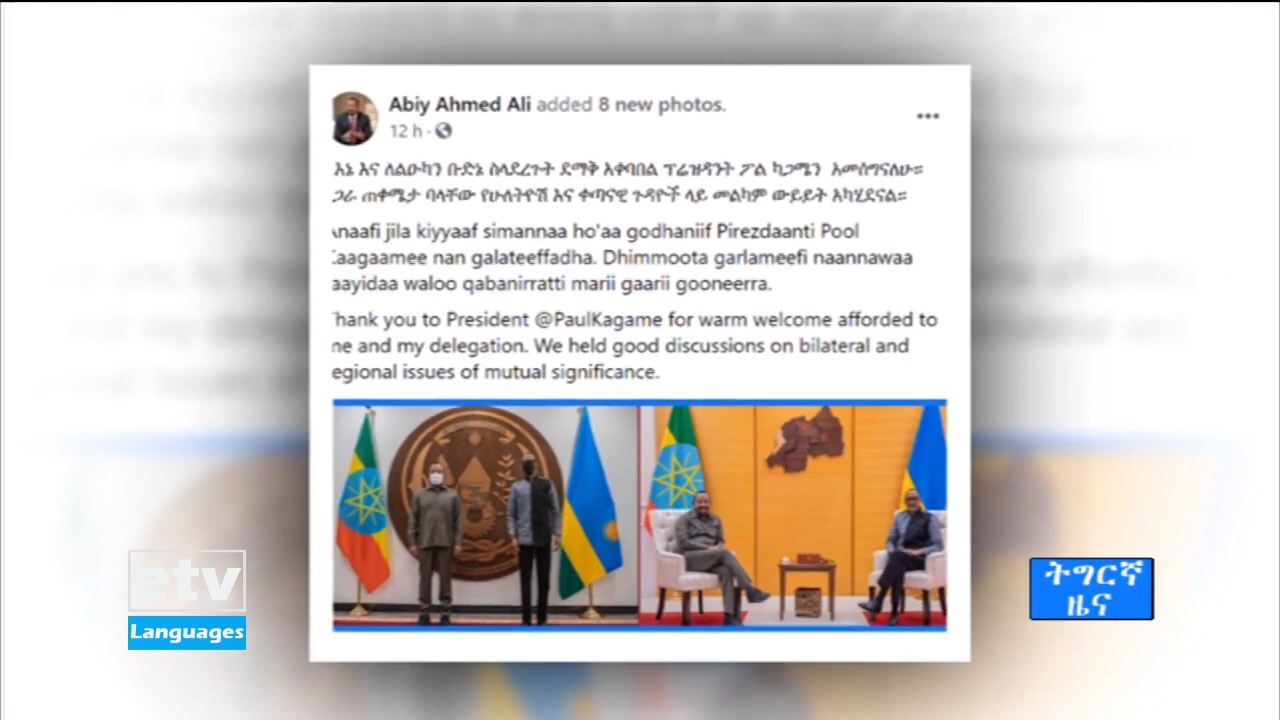 Abiy Ahmed Ali added 8 new photos.
12 h ·
እኔ እና ለልዑካን ቡድኔ ስላደረጉት ደማቅ አቀባበል ፕሬዝዳንት ፖል ካጋሜን አመሰግናለሁ።
ጋራ ጠቀሜታ ባላቸው የሁለትዮሽ እና ቀጣናዊ ጉዳዮች ላይ መልካም ውይይት አካሂደናል።
naafi jila kiyyaaf simannaa ho'aa godhaniif Pirezdaanti Pool
aagaamee nan galateeffadha. Dhimmoota garlameefi naannawaa
aayidaa waloo qabanirratti marii gaarii gooneerra.
Thank you to President @PaulKagame for warm welcome afforded to
me and my delegation. We held good discussions on bilateral and
egional issues of mutual significance.
etv
Languages
ትግርኛ
ዜና